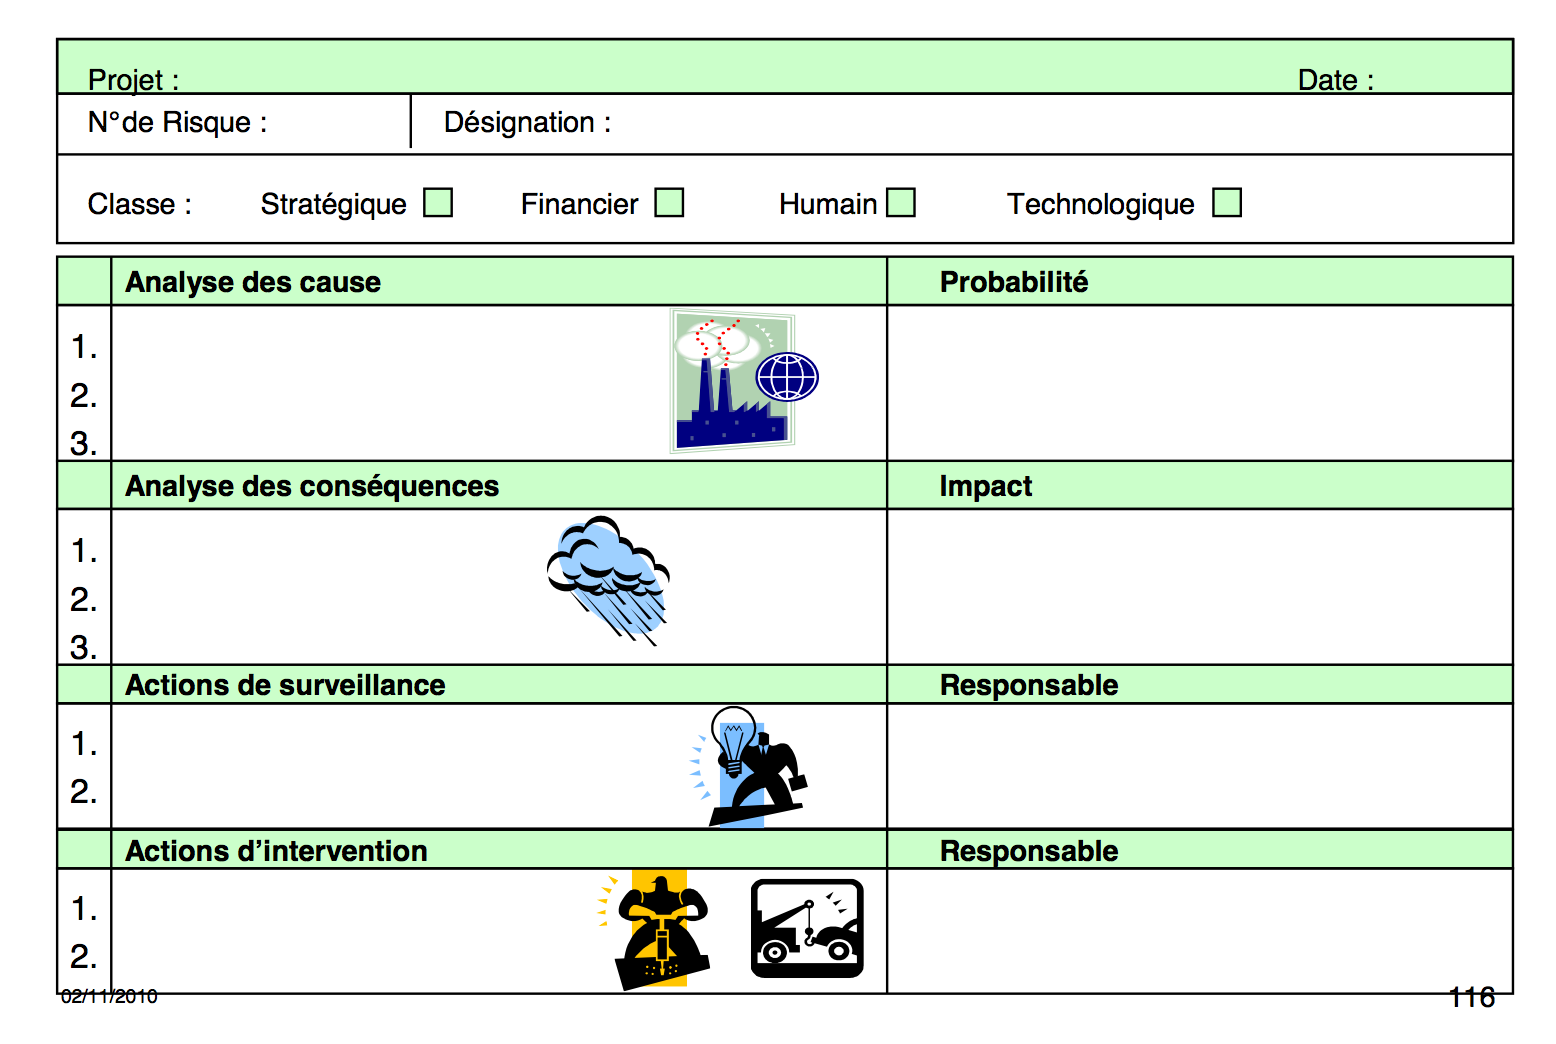 Projet : Date :
N°de Risque : Désignation :
Classe : Stratégique Financier Humain Technologique
Analyse des cause Probabilité
1.
2.
3.
Analyse des conséquences Impact
1.
2.
3.
Actions de surveillance Responsable
1.
2.
Actions d’intervention Responsable
1.
2.
02/11/2010 116